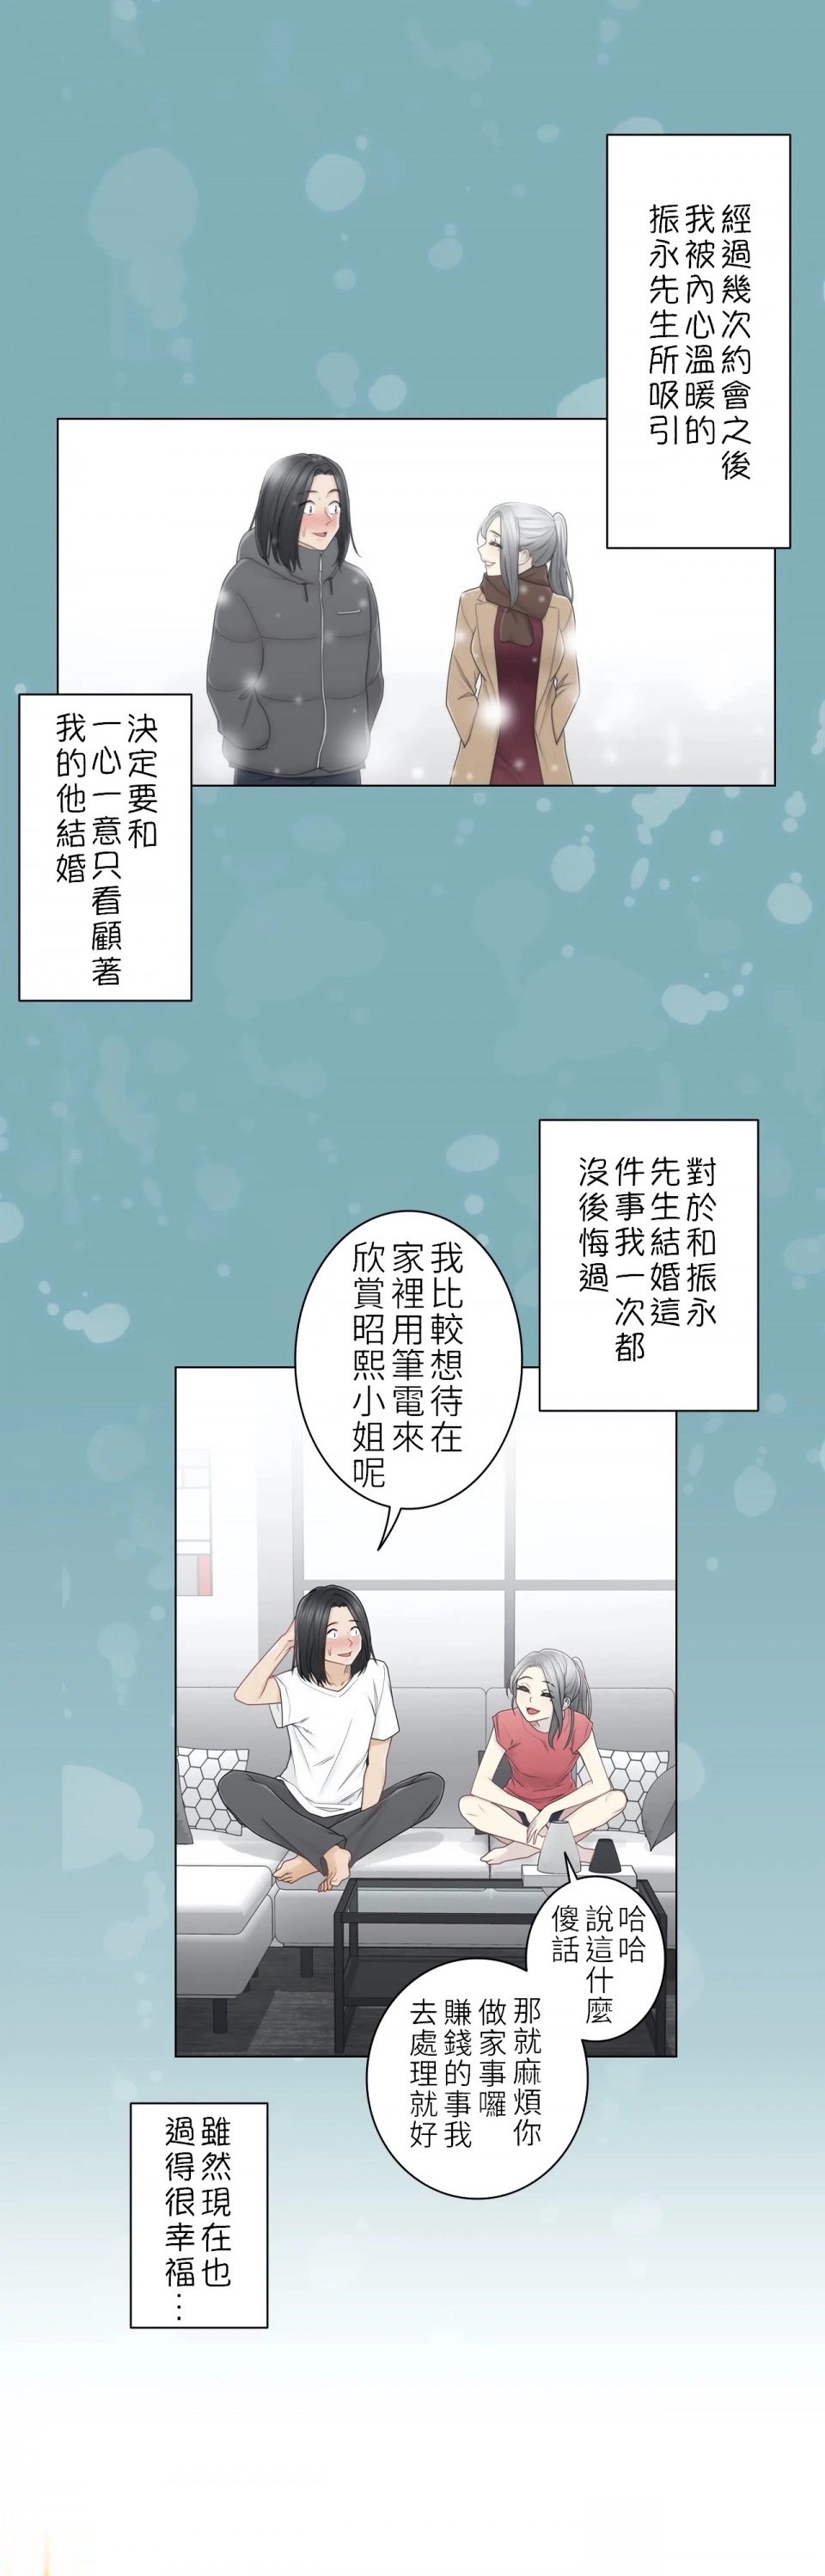 經過幾次約會之後
我被內心溫暖的
振永先生所吸引
決定要和
一心一意只看顧著
我的他結婚
對於和振永
先生結婚這
件事我一次都
沒後悔過
我比較想待在
家裡用筆電來
欣賞昭熙小姐呢
哈哈
說這什麼
傻話
那就麻煩你
做家事囉
賺錢的事我
去處理就好
雖然現在也
過得很幸福…